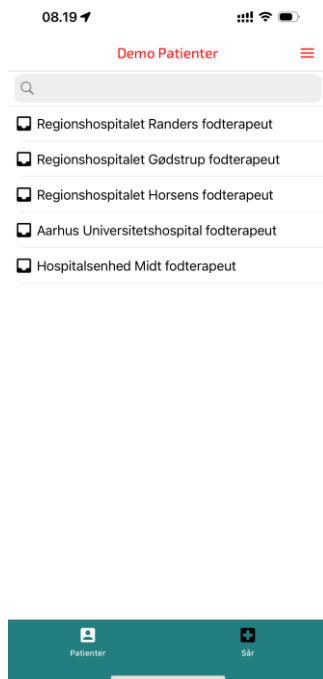 08.19
Demo Patienter
Regionshospitalet Randers fodterapeut
Regionshospitalet Gødstrup fodterapeut
Regionshospitalet Horsens fodterapeut
Aarhus Universitetshospital fodterapeut
Hospitalsenhed Midt fodterapeut
Patienter
Sår